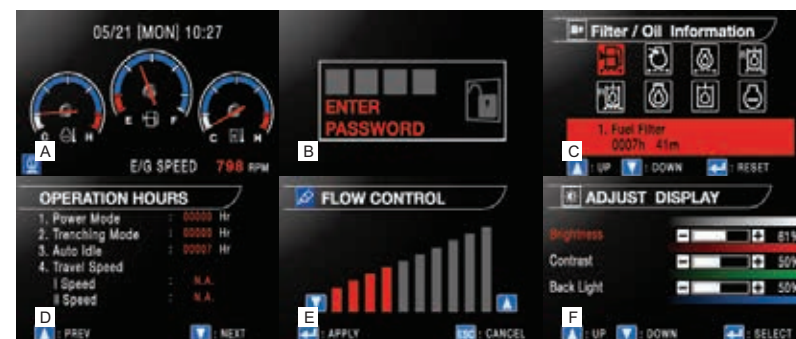 05/21 [MON] 10:27
E F
C H
C H
E/G SPEED 798 RPM
A
ENTER
PASSWORD
B
Filter / Oil Information
1. Fuel Filter
0007h 41m
C
: UP : DOWN : RESET
OPERATION HOURS
1. Power Mode : 00000 Hr
2. Trenching Mode : 00000 Hr
3. Auto Idle : 00007 Hr
4. Travel Speed
I Speed : N.A.
II Speed : N.A.
D
: PREV : NEXT
FLOW CONTROL
E
: APPLY ESC : CANCEL
ADJUST DISPLAY
Brightness 61%
Contrast 50%
Back Light 50%
F
: UP : DOWN : SELECT